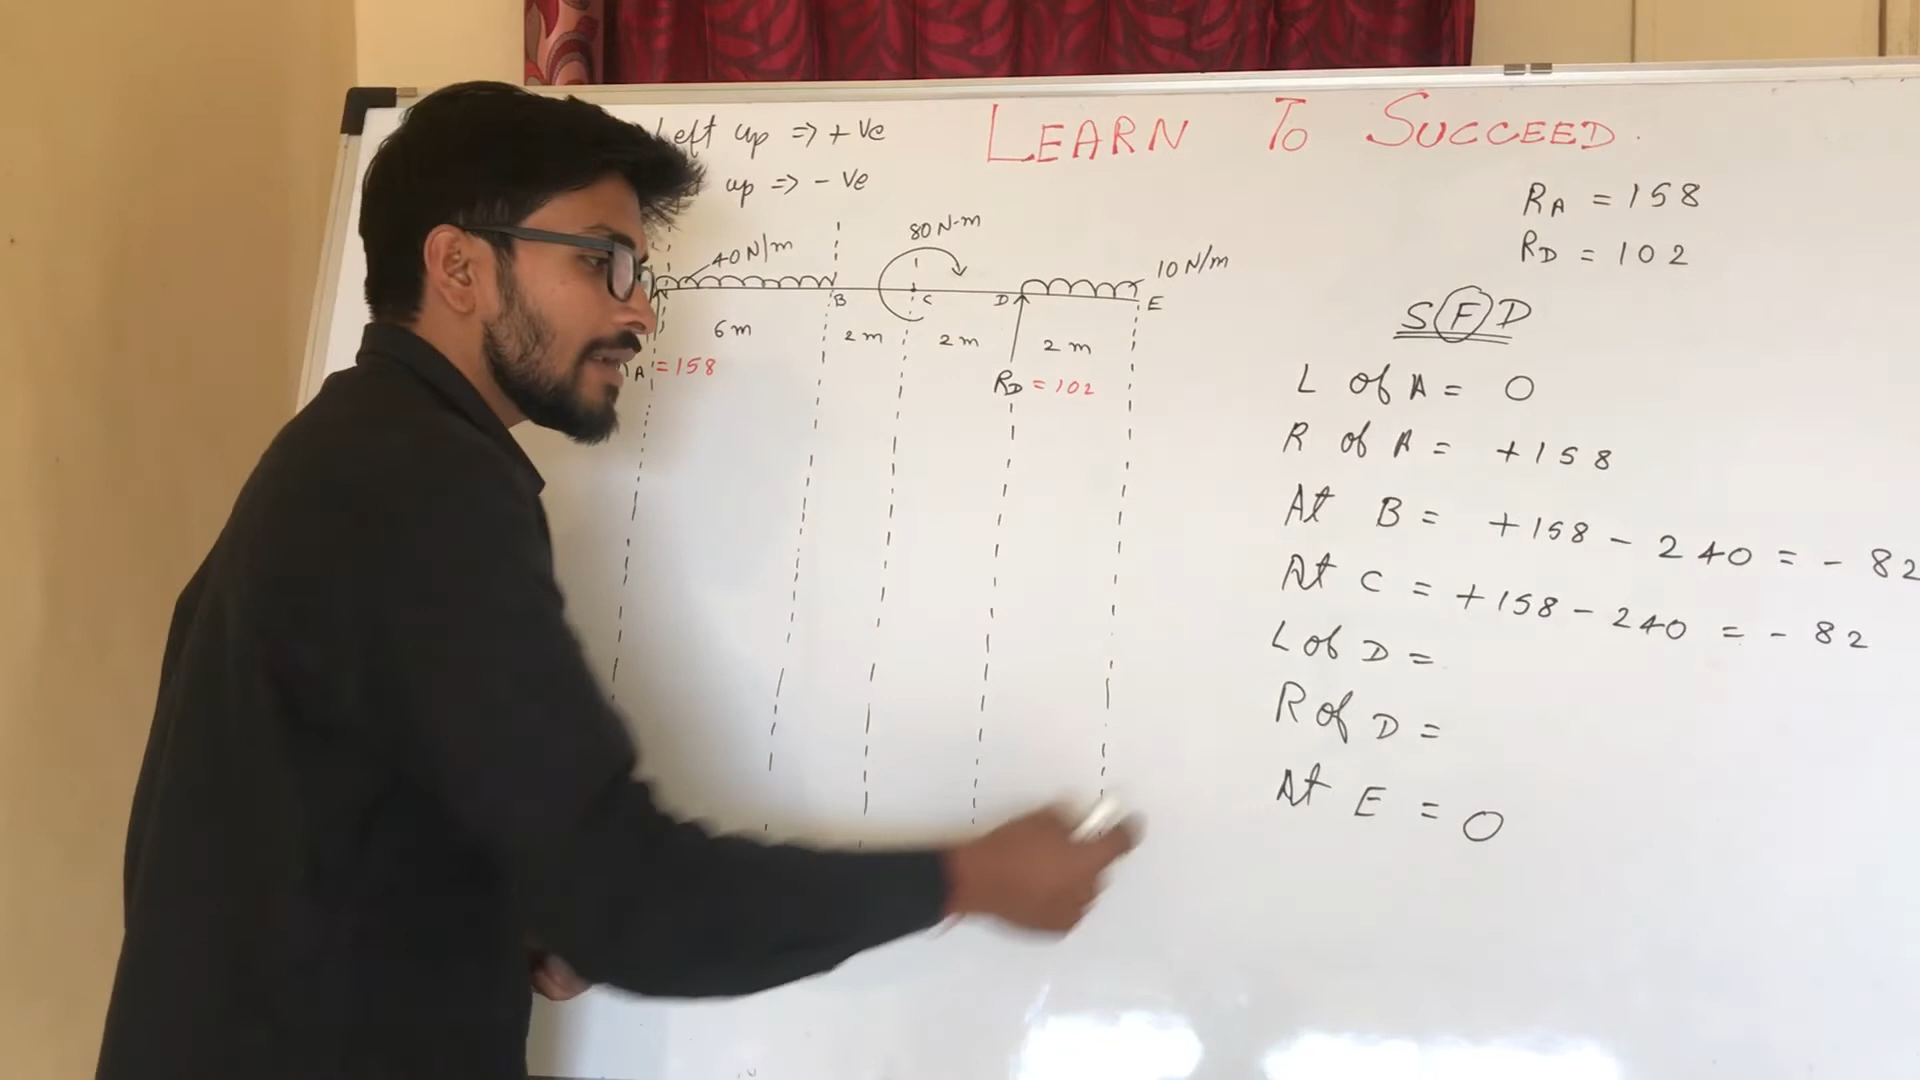 Left up => + ve
up => - ve
LEARN TO SUCCEED.
RA = 158
RD = 102
40 N/m
80 N-m
10 N/m
B
C
D
E
6 m
2 m
2 m
2 m
A = 158
RD = 102
SFD
L of A = 0
R of A = +158
At B = +158 - 240 = - 82
At C = +158 - 240 = - 82
L of D =
R of D =
At E = 0